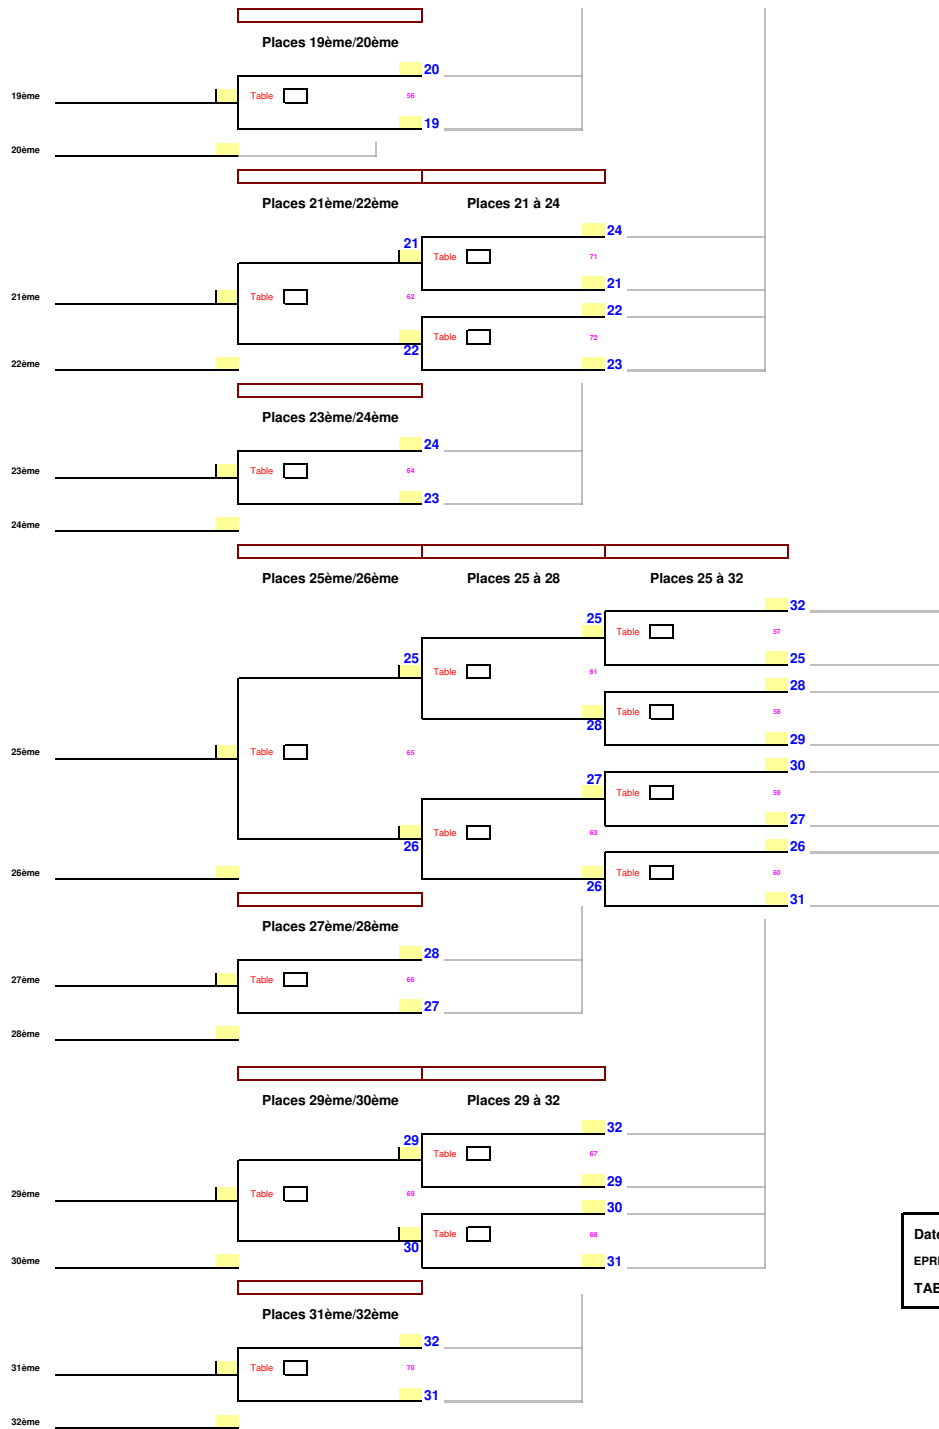 Places 19ème/20ème
20
19ème Table 56
19
20ème
Places 21ème/22ème Places 21 à 24
24
21
Table 71
21
21ème Table 62
22
Table 72
22
22ème 23
Places 23ème/24ème
24
23ème Table 64
23
24ème
Places 25ème/26ème Places 25 à 28 Places 25 à 32
32
25
Table 57
25
25
Table 61
28
Table 58
28
29
25ème Table 65
30
27
Table 59
27
Table 63
26
26
26ème Table 60
26
31
Places 27ème/28ème
28
27ème Table 66
27
28ème
Places 29ème/30ème Places 29 à 32
32
29
Table 67
29
29ème Table 69
30
Table 68
30
30ème 31
Places 31ème/32ème
32
31ème Table 70
31
32ème